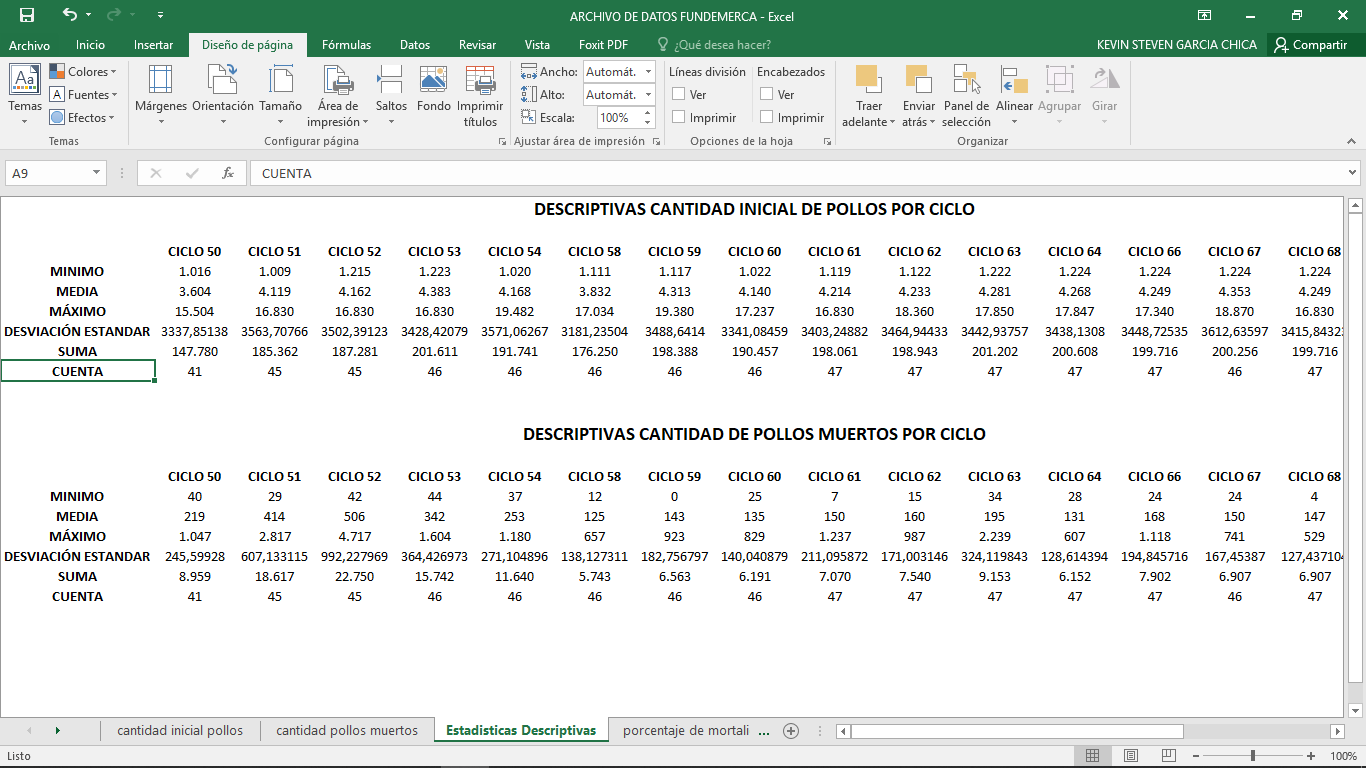 ARCHIVO DE DATOS FUNDEMERCA - Excel
Archivo Inicio Insertar Diseño de página Fórmulas Datos Revisar Vista Foxit PDF ¿Qué desea hacer? KEVIN STEVEN GARCIA CHICA Compartir
Aa Colores Ancho: Automát. Líneas división Encabezados
Temas A Fuentes Márgenes Orientación Tamaño Área de impresión Saltos Fondo Imprimir títulos Alto: Automát. Ver Ver Traer adelante Enviar atrás Panel de selección Alinear Agrupar Girar
Efectos Escala: 100% Imprimir Imprimir
Temas Configurar página Ajustar área de impresión Opciones de la hoja Organizar
A9 fx CUENTA
DESCRIPTIVAS CANTIDAD INICIAL DE POLLOS POR CICLO
CICLO 50 CICLO 51 CICLO 52 CICLO 53 CICLO 54 CICLO 58 CICLO 59 CICLO 60 CICLO 61 CICLO 62 CICLO 63 CICLO 64 CICLO 66 CICLO 67 CICLO 68
MINIMO 1.016 1.009 1.215 1.223 1.020 1.111 1.117 1.022 1.119 1.122 1.222 1.224 1.224 1.224 1.224
MEDIA 3.604 4.119 4.162 4.383 4.168 3.832 4.313 4.140 4.214 4.233 4.281 4.268 4.249 4.353 4.249
MÁXIMO 15.504 16.830 16.830 16.830 19.482 17.034 19.380 17.237 16.830 18.360 17.850 17.847 17.340 18.870 16.830
DESVIACIÓN ESTANDAR 3337,85138 3563,70766 3502,39123 3428,42079 3571,06267 3181,23504 3488,6414 3341,08459 3403,24882 3464,94433 3442,93757 3438,1308 3448,72535 3612,63597 3415,8432
SUMA 147.780 185.362 187.281 201.611 191.741 176.250 198.388 190.457 198.061 198.943 201.202 200.608 199.716 200.256 199.716
CUENTA 41 45 45 46 46 46 46 46 47 47 47 47 47 46 47
DESCRIPTIVAS CANTIDAD DE POLLOS MUERTOS POR CICLO
CICLO 50 CICLO 51 CICLO 52 CICLO 53 CICLO 54 CICLO 58 CICLO 59 CICLO 60 CICLO 61 CICLO 62 CICLO 63 CICLO 64 CICLO 66 CICLO 67 CICLO 68
MINIMO 40 29 42 44 37 12 0 25 7 15 34 28 24 24 4
MEDIA 219 414 506 342 253 125 143 135 150 160 195 131 168 150 147
MÁXIMO 1.047 2.817 4.717 1.604 1.180 657 923 829 1.237 987 2.239 607 1.118 741 529
DESVIACIÓN ESTANDAR 245,59928 607,133115 992,227969 364,426973 271,104896 138,127311 182,756797 140,040879 211,095872 171,003146 324,119843 128,614394 194,845716 167,45387 127,437104
SUMA 8.959 18.617 22.750 15.742 11.640 5.743 6.563 6.191 7.070 7.540 9.153 6.152 7.902 6.907 6.907
CUENTA 41 45 45 46 46 46 46 46 47 47 47 47 47 46 47
cantidad inicial pollos cantidad pollos muertos Estadisticas Descriptivas porcentaje de mortali ...
Listo 100%